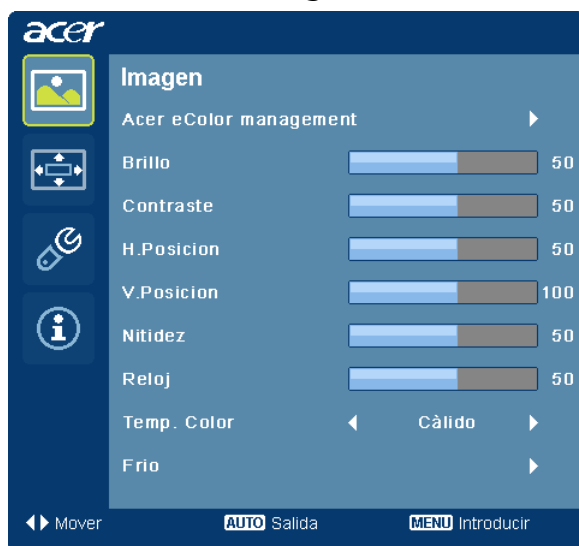 acer
Imagen
Acer eColor management
Brillo 50
Contraste 50
H.Posicion 50
V.Posicion 100
Nitidez 50
Reloj 50
Temp. Color Càlido
Frio
Mover AUTO Salida MENU Introducir